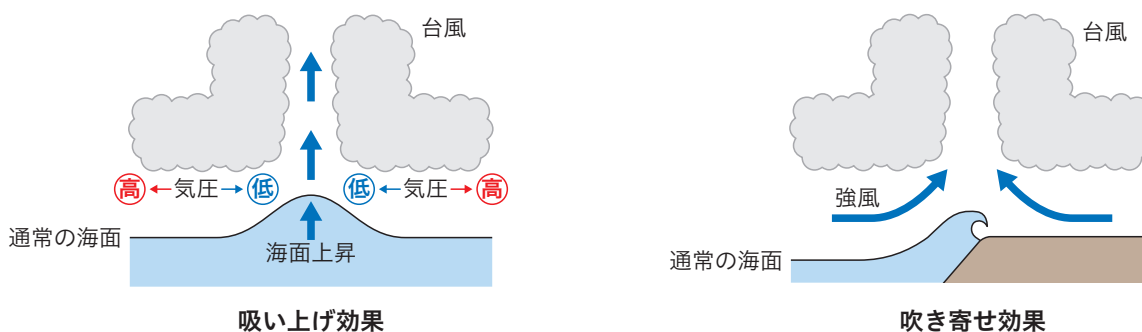 台風
高 気圧 低 低 気圧 高
通常の海面
海面上昇
吸い上げ効果
台風
強風
通常の海面
吹き寄せ効果